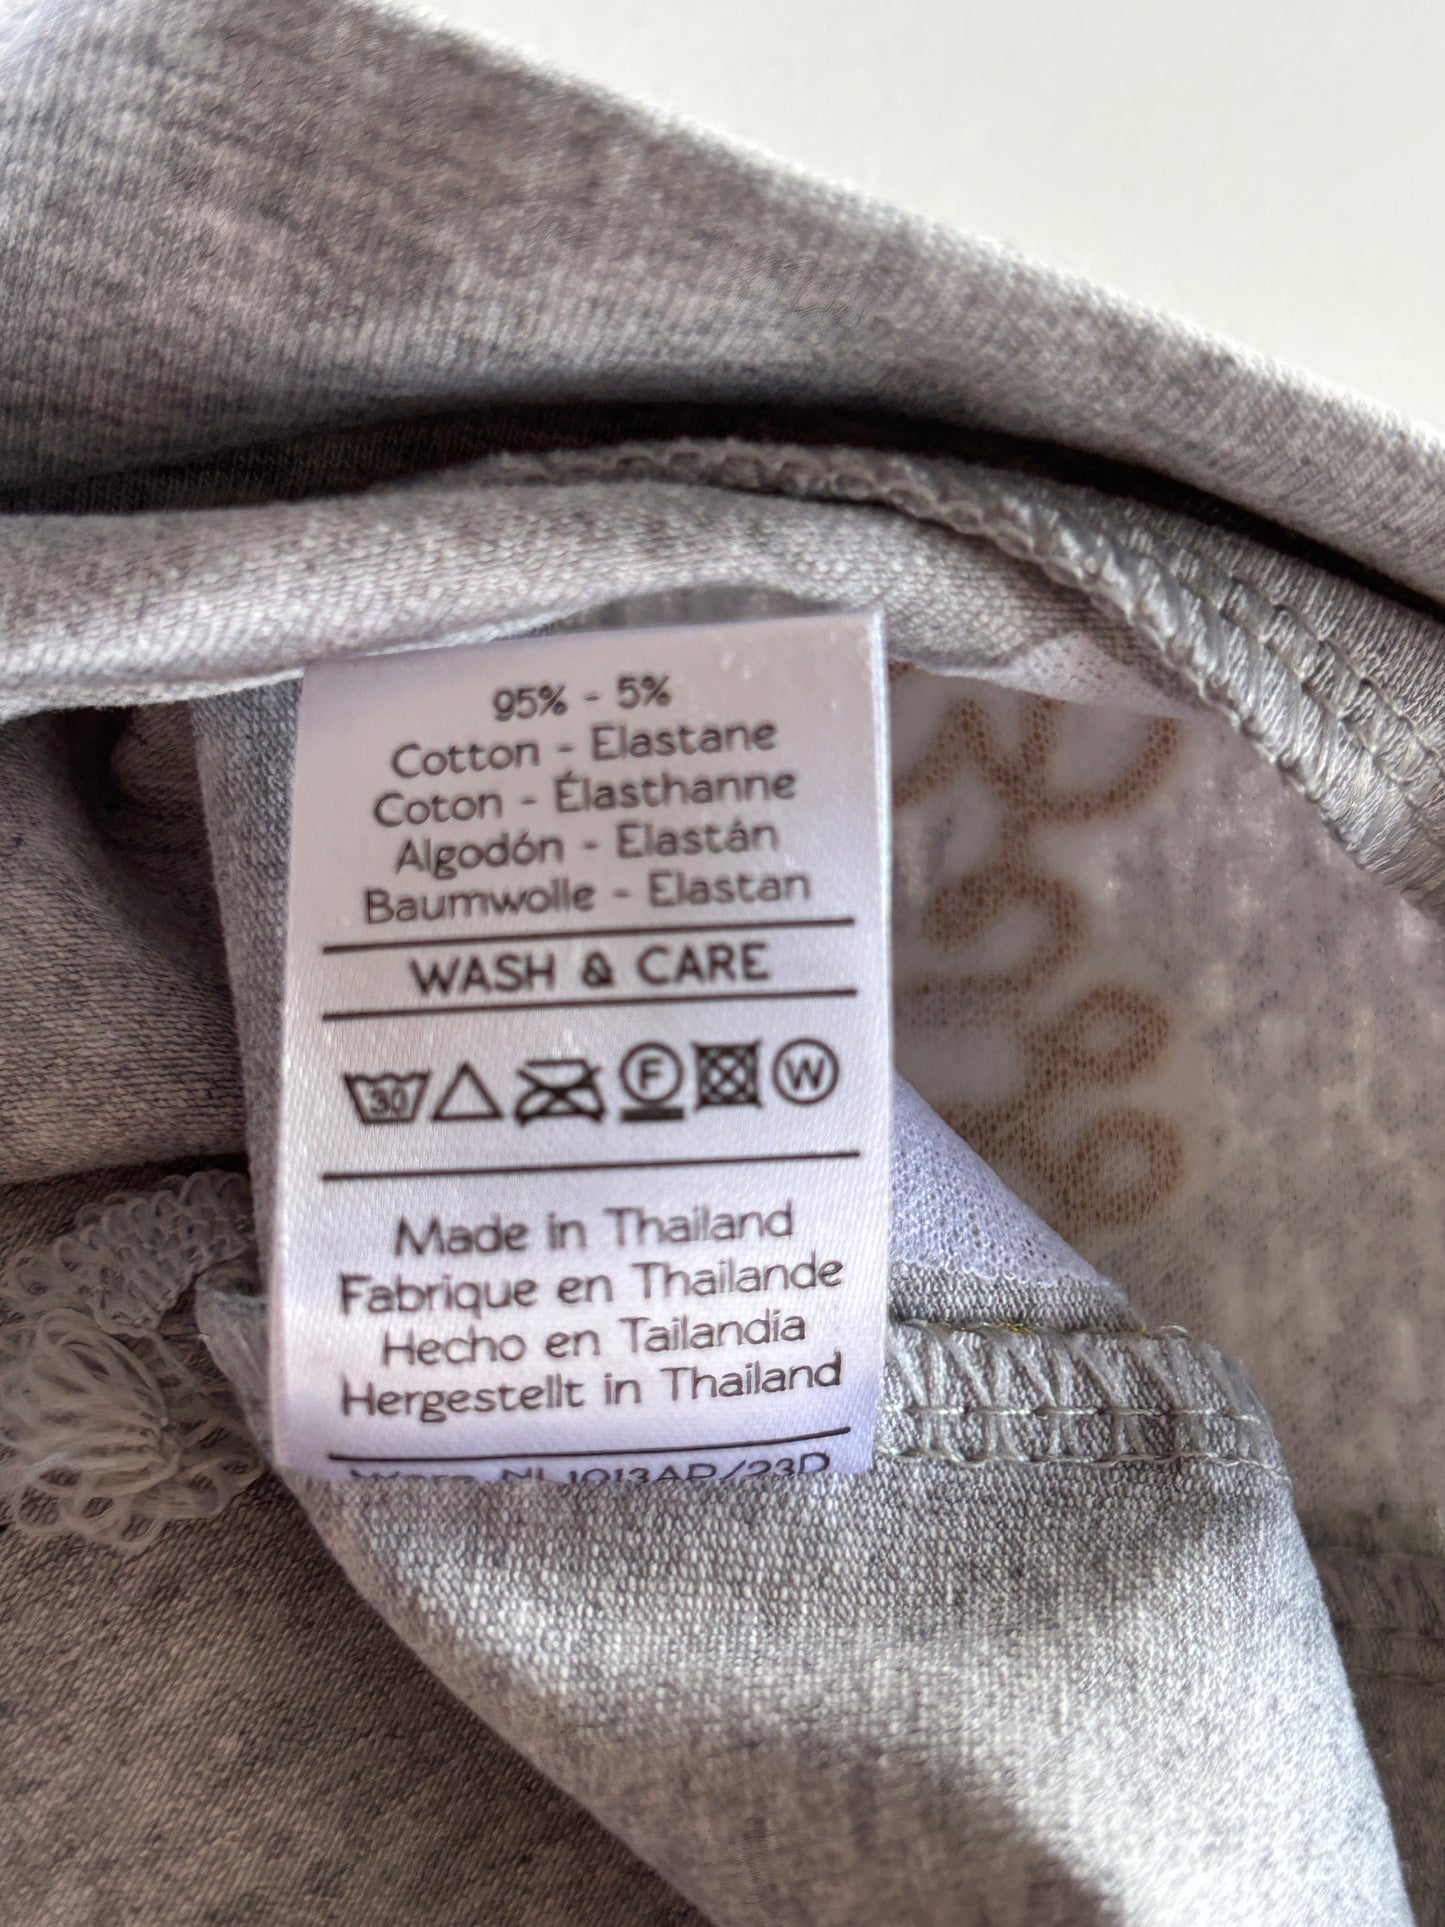 95% - 5%
Cotton - Elastane
Coton - Élasthanne
Algodón - Elastán
Baumwolle - Elastan
WASH & CARE
30 F W
Made in Thailand
Fabrique en Thailande
Hecho en Tailandia
Hergestellt in Thailand